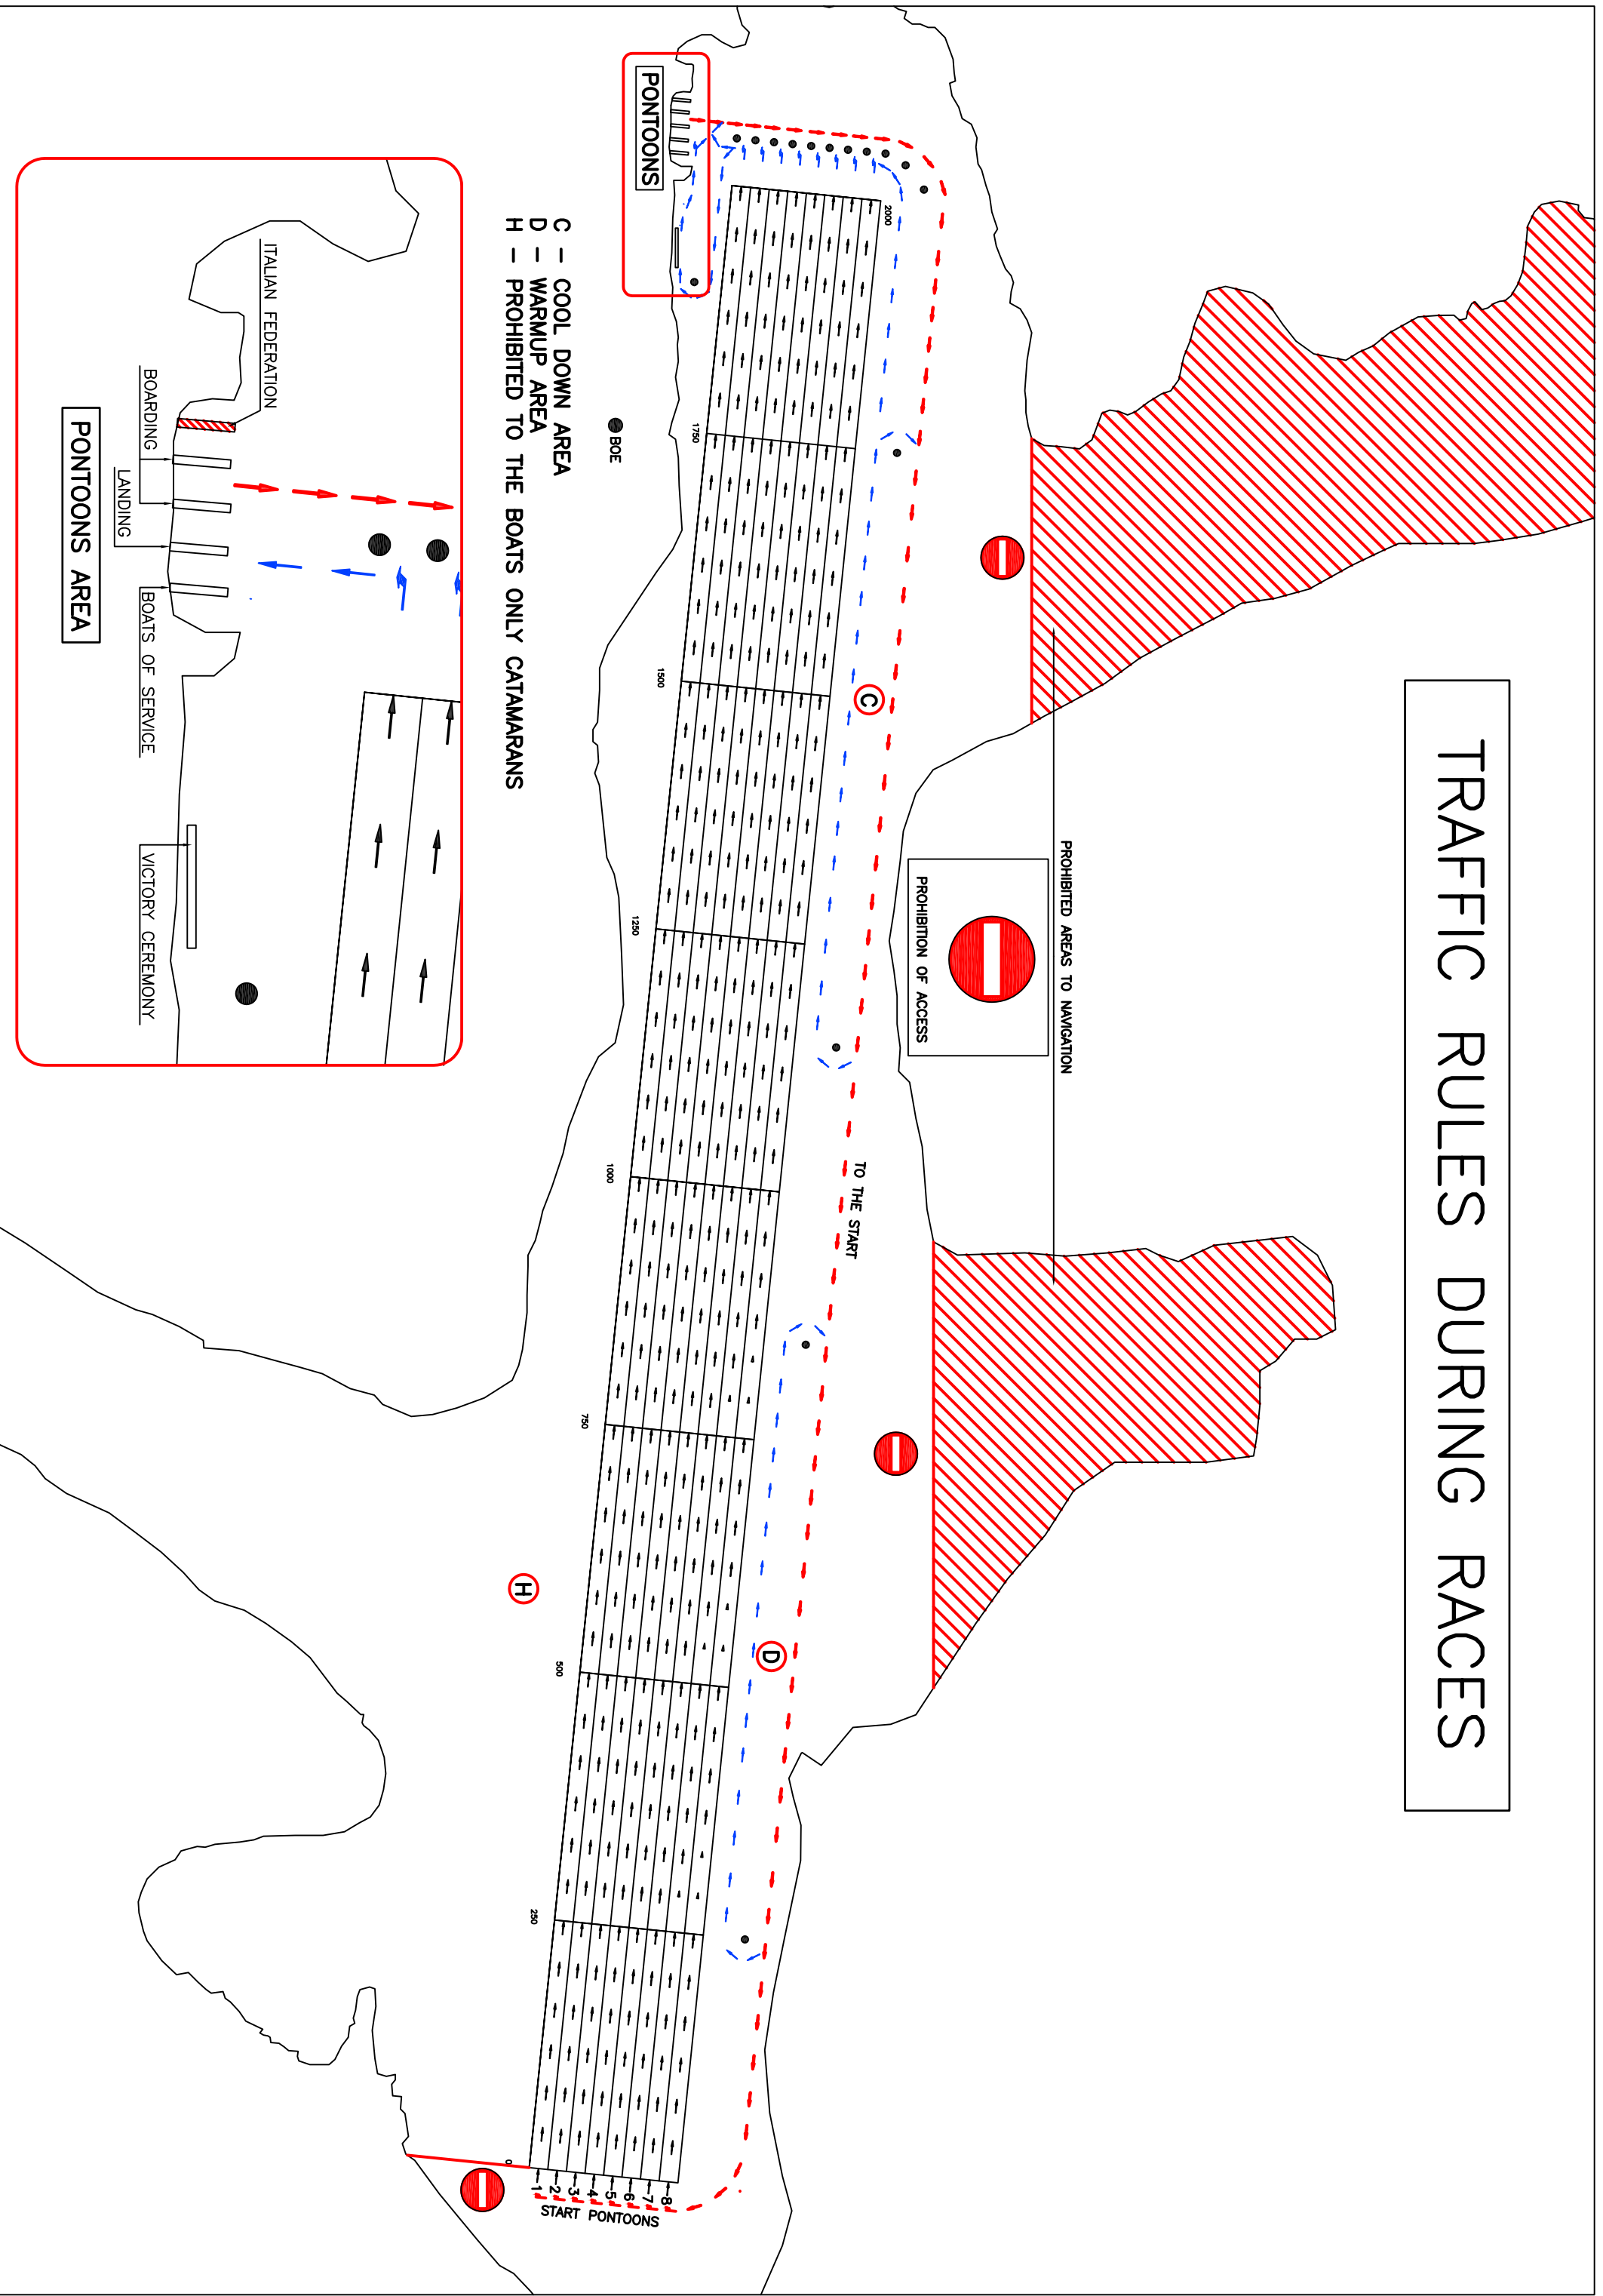 TRAFFIC RULES DURING RACES
PROHIBITED AREAS TO NAVIGATION
PROHIBITION OF ACCESS
TO THE START
C
D
H
2000
1750
1500
1250
1000
750
500
250
0
1
2
3
4
5
6
7
8
START PONTOONS
PONTOONS
BOE
C – COOL DOWN AREA
D – WARMUP AREA
H – PROHIBITED TO THE BOATS ONLY CATAMARANS
ITALIAN FEDERATION
BOARDING
LANDING
BOATS OF SERVICE
VICTORY CEREMONY
PONTOONS AREA